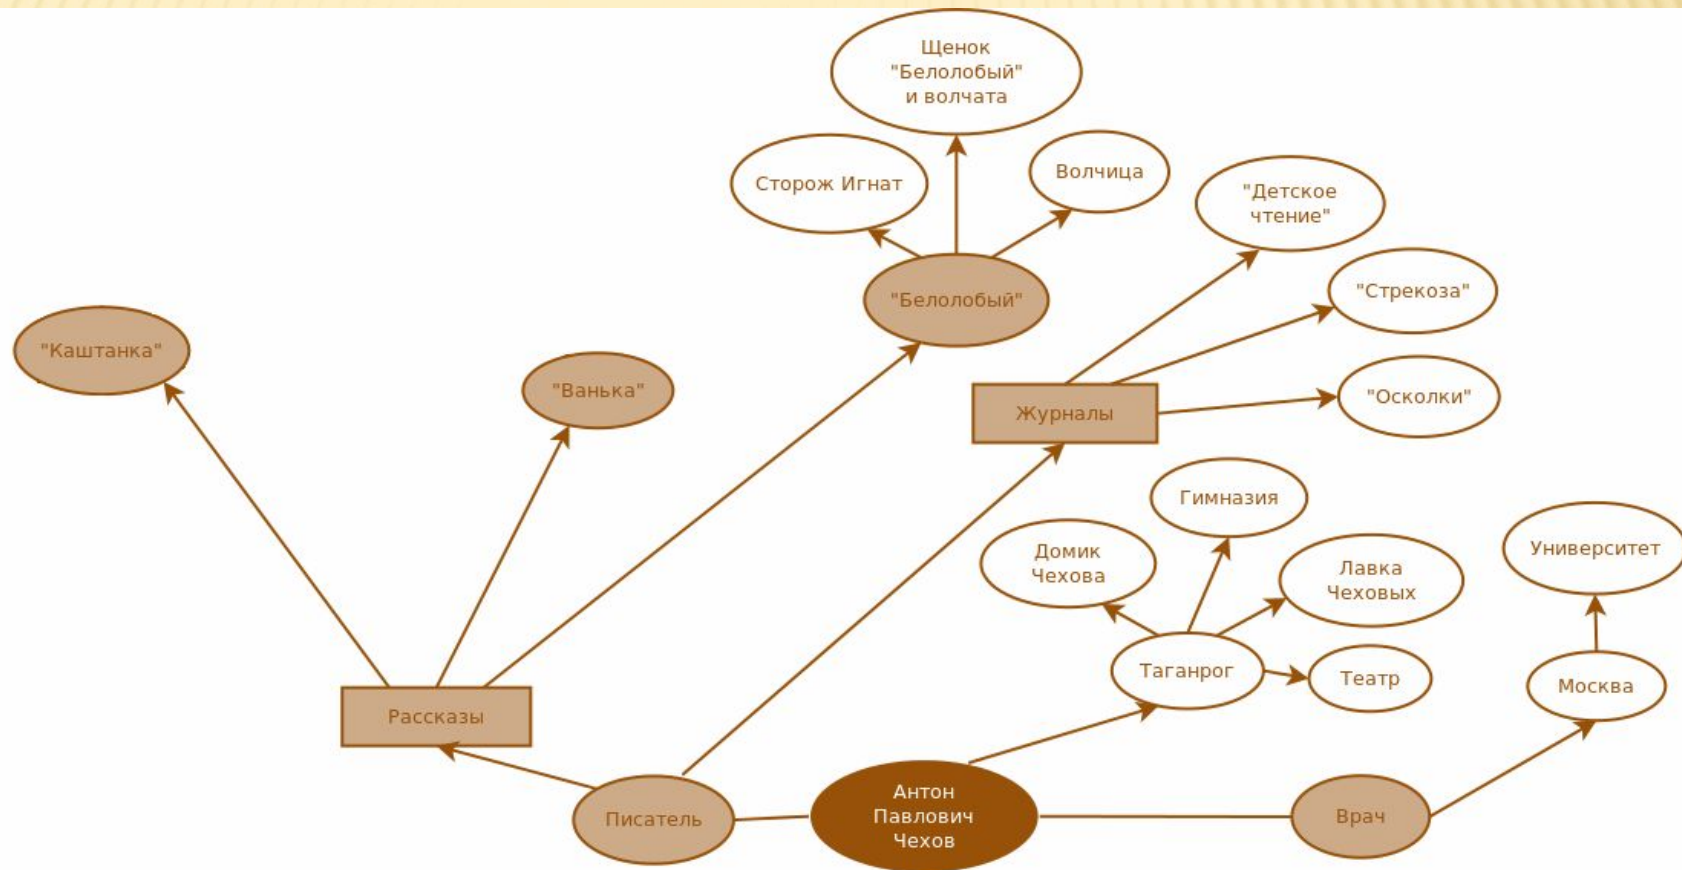 Щенок
"Белолобый"
и волчата
Сторож Игнат
Волчица
"Детское
чтение"
"Белолобый"
"Стрекоза"
"Каштанка"
"Ванька"
Журналы
"Осколки"
Гимназия
Домик
Чехова
Лавка
Чеховых
Университет
Таганрог
Театр
Москва
Рассказы
Писатель
Антон
Павлович
Чехов
Врач